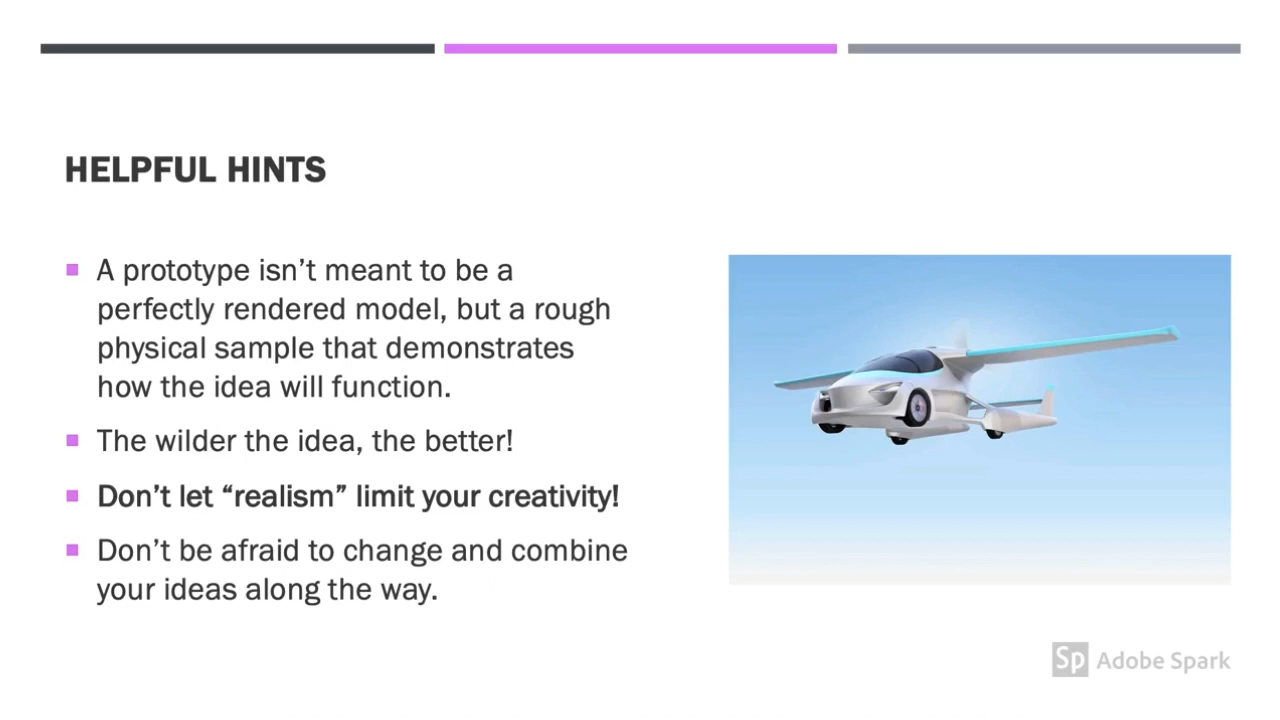 HELPFUL HINTS
A prototype isn’t meant to be a
perfectly rendered model, but a rough
physical sample that demonstrates
how the idea will function.
The wilder the idea, the better!
Don’t let “realism” limit your creativity!
Don’t be afraid to change and combine
your ideas along the way.
Sp Adobe Spark